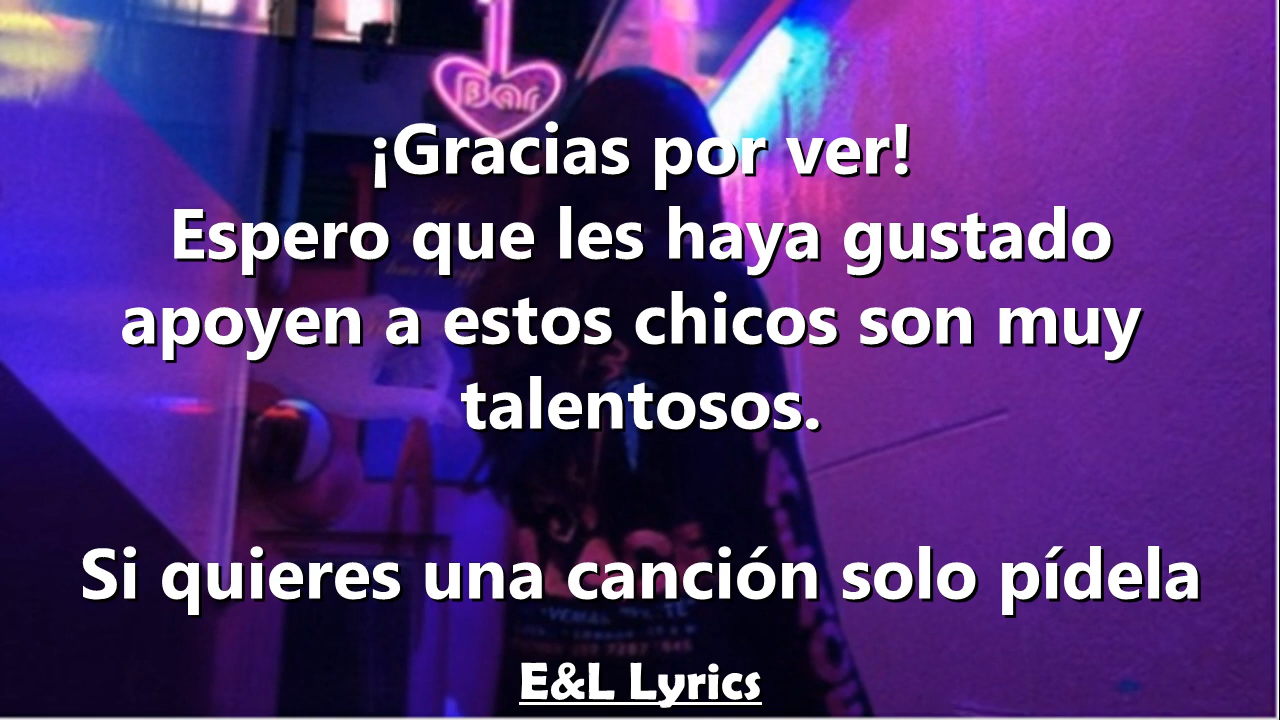 Bar
¡Gracias por ver!
Espero que les haya gustado
apoyen a estos chicos son muy
talentosos.
Si quieres una canción solo pídela
E&L Lyrics